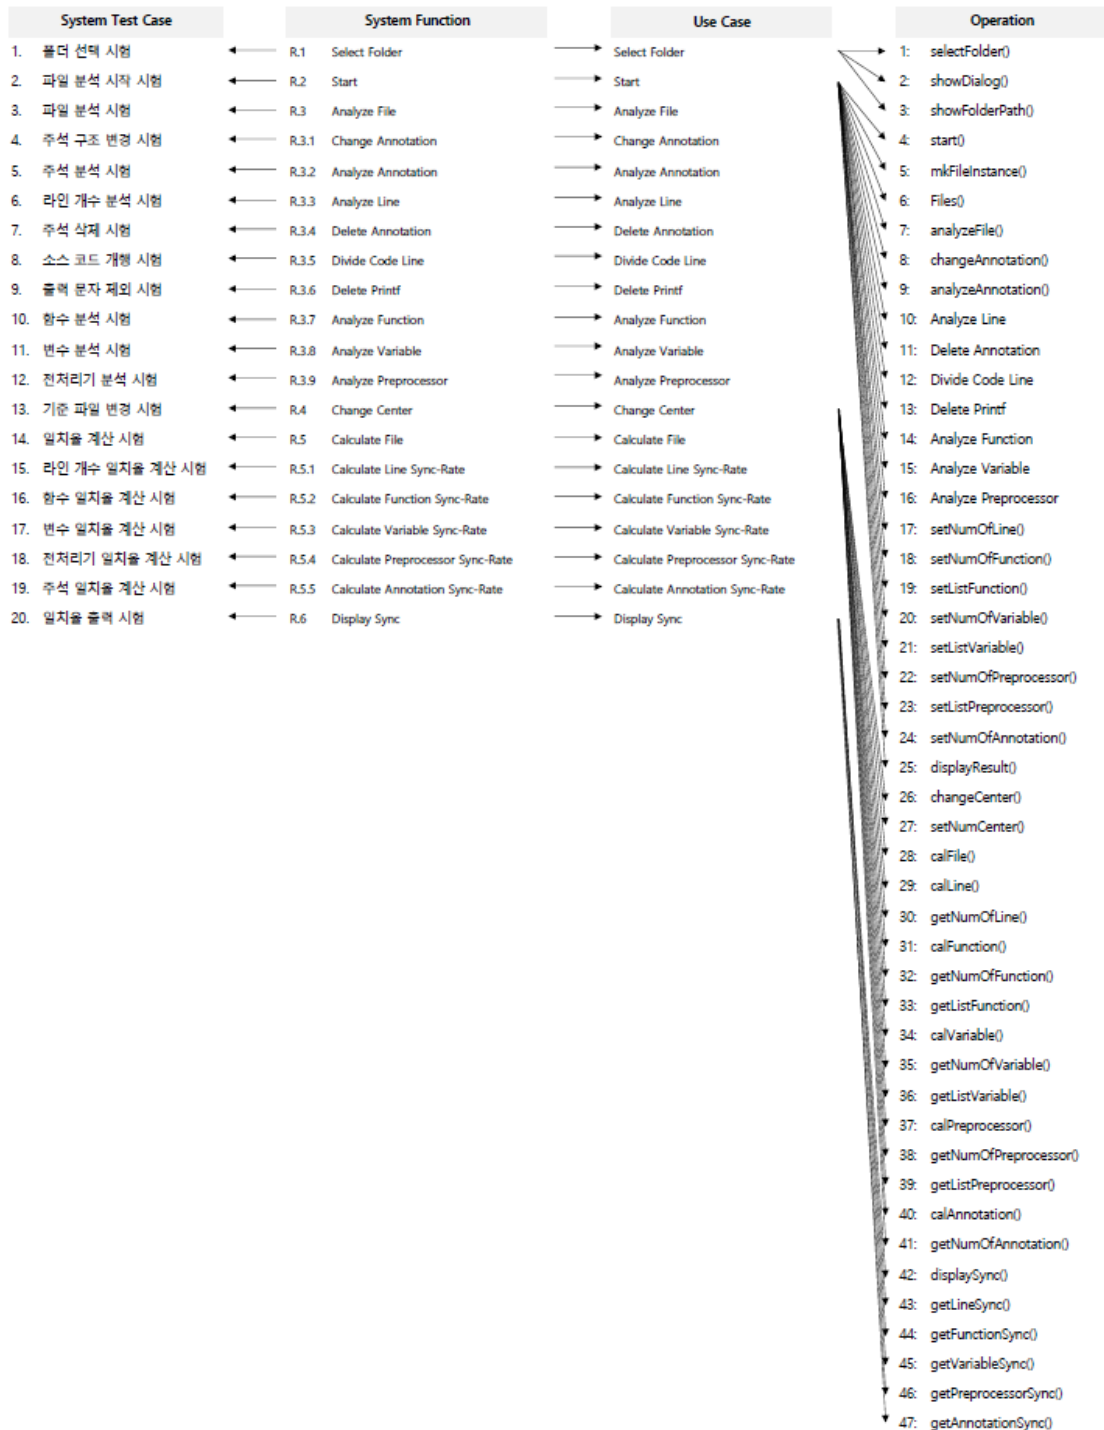 System Test Case System Function Use Case Operation
1. 폴더 선택 시험 R.1 Select Folder Select Folder 1: selectFolder()
2. 파일 분석 시작 시험 R.2 Start Start 2: showDialog()
3. 파일 분석 시험 R.3 Analyze File Analyze File 3: showFolderPath()
4. 주석 구조 변경 시험 R.3.1 Change Annotation Change Annotation 4: start()
5. 주석 분석 시험 R.3.2 Analyze Annotation Analyze Annotation 5: mkFileInstance()
6. 라인 개수 분석 시험 R.3.3 Analyze Line Analyze Line 6: Files()
7. 주석 삭제 시험 R.3.4 Delete Annotation Delete Annotation 7: analyzeFile()
8. 소스 코드 개행 시험 R.3.5 Divide Code Line Divide Code Line 8: changeAnnotation()
9. 출력 문자 제외 시험 R.3.6 Delete Printf Delete Printf 9: analyzeAnnotation()
10. 함수 분석 시험 R.3.7 Analyze Function Analyze Function 10: Analyze Line
11. 변수 분석 시험 R.3.8 Analyze Variable Analyze Variable 11: Delete Annotation
12. 전처리기 분석 시험 R.3.9 Analyze Preprocessor Analyze Preprocessor 12: Divide Code Line
13. 기준 파일 변경 시험 R.4 Change Center Change Center 13: Delete Printf
14. 일치율 계산 시험 R.5 Calculate File Calculate File 14: Analyze Function
15. 라인 개수 일치율 계산 시험 R.5.1 Calculate Line Sync-Rate Calculate Line Sync-Rate 15: Analyze Variable
16. 함수 일치율 계산 시험 R.5.2 Calculate Function Sync-Rate Calculate Function Sync-Rate 16: Analyze Preprocessor
17. 변수 일치율 계산 시험 R.5.3 Calculate Variable Sync-Rate Calculate Variable Sync-Rate 17: setNumOfLine()
18. 전처리기 일치율 계산 시험 R.5.4 Calculate Preprocessor Sync-Rate Calculate Preprocessor Sync-Rate 18: setNumOfFunction()
19. 주석 일치율 계산 시험 R.5.5 Calculate Annotation Sync-Rate Calculate Annotation Sync-Rate 19: setListFunction()
20. 일치율 출력 시험 R.6 Display Sync Display Sync 20: setNumOfVariable()
21: setListVariable()
22: setNumOfPreprocessor()
23: setListPreprocessor()
24: setNumOfAnnotation()
25: displayResult()
26: changeCenter()
27: setNumCenter()
28: calFile()
29: calLine()
30: getNumOfLine()
31: calFunction()
32: getNumOfFunction()
33: getListFunction()
34: calVariable()
35: getNumOfVariable()
36: getListVariable()
37: calPreprocessor()
38: getNumOfPreprocessor()
39: getListPreprocessor()
40: calAnnotation()
41: getNumOfAnnotation()
42: displaySync()
43: getLineSync()
44: getFunctionSync()
45: getVariableSync()
46: getPreprocessorSync()
47: getAnnotationSync()